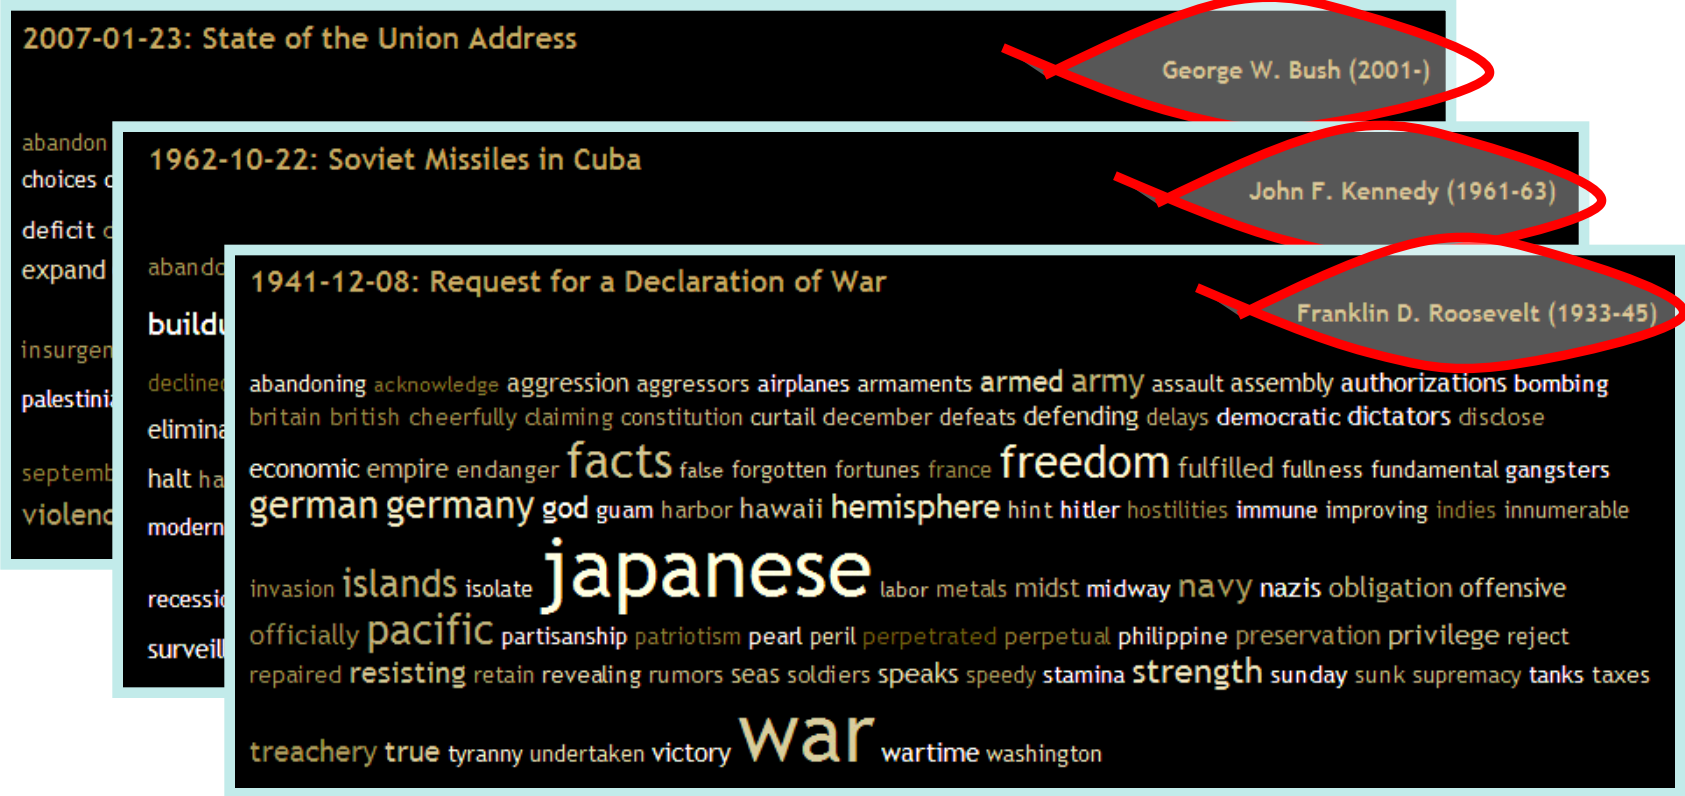 2007-01-23: State of the Union Address
George W. Bush (2001-)
abandon
choices
deficit
expand
palestini
violenc
1962-10-22: Soviet Missiles in Cuba
John F. Kennedy (1961-63)
abando
build
declined
elimina
halt ha
modern
recessi
surveill
1941-12-08: Request for a Declaration of War
Franklin D. Roosevelt (1933-45)
abandoning acknowledge aggression aggressors airplanes armaments armed army assault assembly authorizations bombing
britain british cheerfully claiming constitution curtail december defeats defending delays democratic dictators disclose
economic empire endanger facts false forgotten fortunes france freedom fulfilled fullness fundamental gangsters
german germany god guam harbor hawaii hemisphere hint hitler hostilities immune improving indies innumerable
invasion islands isolate japanese labor metals midst midway navy nazis obligation offensive
officially pacific partisanship patriotism pearl peril perpetrated perpetual philippine preservation privilege reject
repaired resisting retain revealing rumors seas soldiers speaks speedy stamina strength sunday sunk supremacy tanks taxes
treachery true tyranny undertaken victory war wartime washington